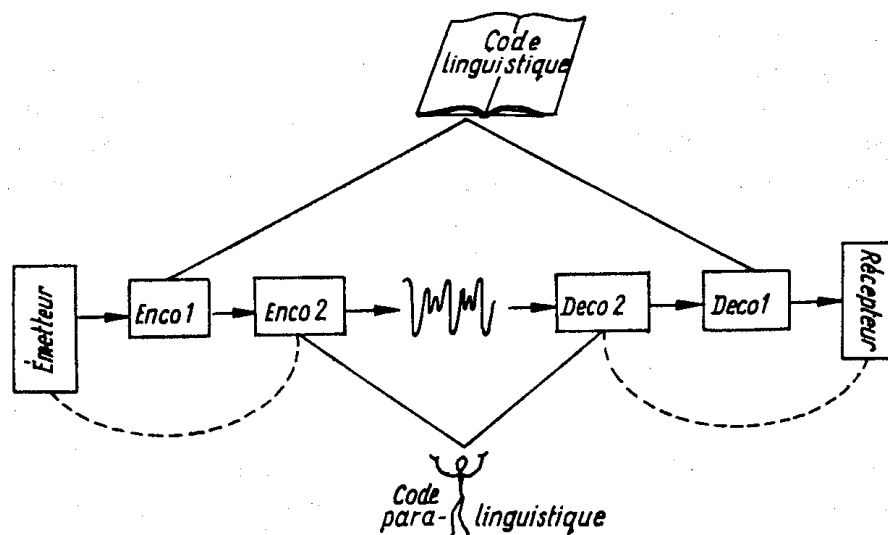 Code
linguistique
Émetteur
Enco 1
Enco 2
Deco 2
Deco 1
Récepteur
Code
para- linguistique